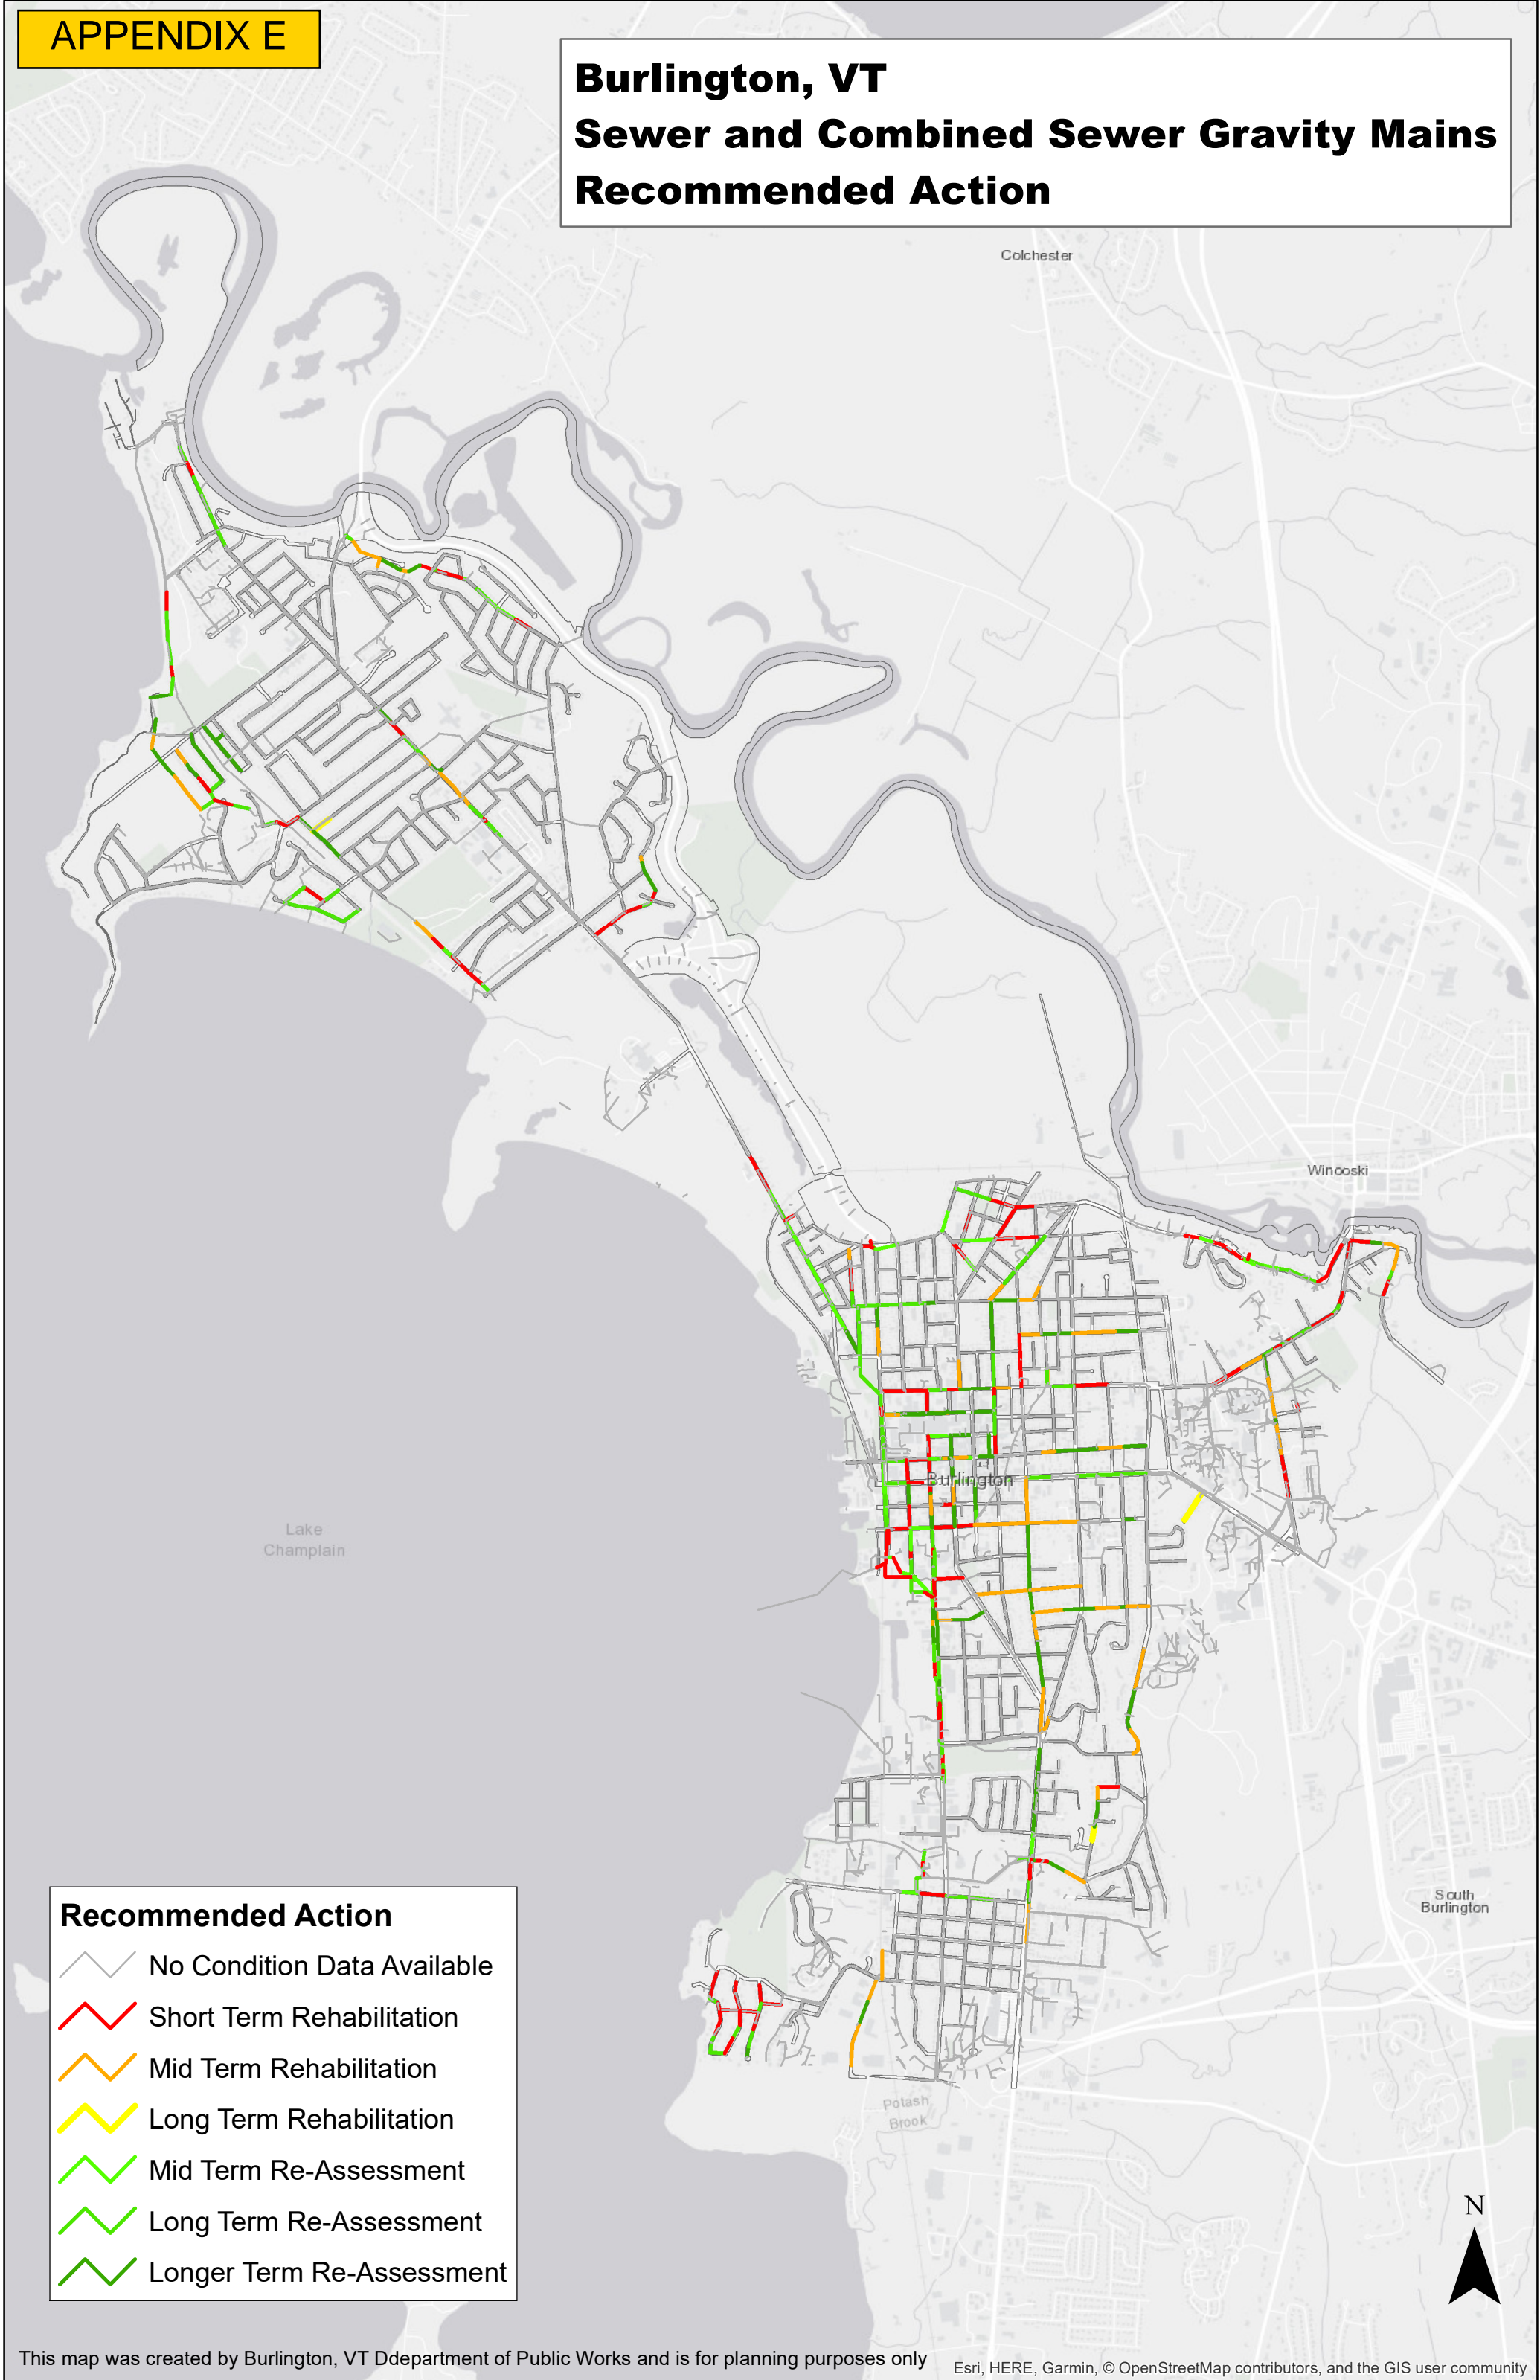 APPENDIX E
Burlington, VT
Sewer and Combined Sewer Gravity Mains
Recommended Action
Colchester
Winooski
Burlington
Lake
Champlain
South
Burlington
Potash
Brook
Recommended Action
No Condition Data Available
Short Term Rehabilitation
Mid Term Rehabilitation
Long Term Rehabilitation
Mid Term Re-Assessment
Long Term Re-Assessment
Longer Term Re-Assessment
N
This map was created by Burlington, VT Ddepartment of Public Works and is for planning purposes only
Esri, HERE, Garmin, © OpenStreetMap contributors, and the GIS user community